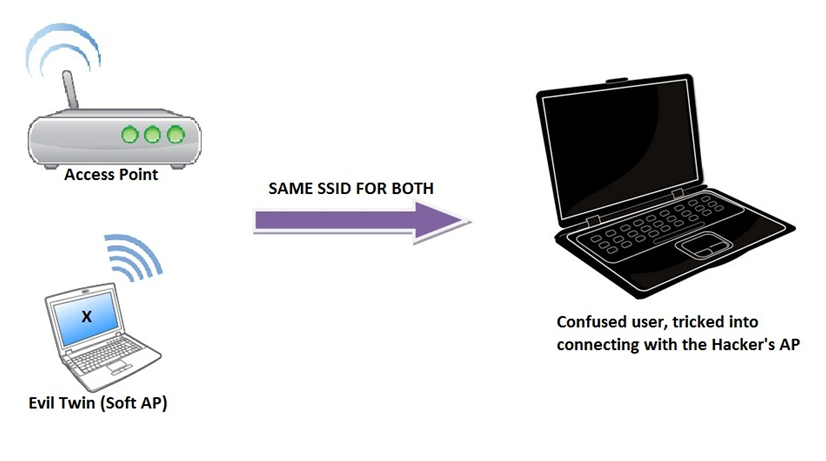 Access Point
SAME SSID FOR BOTH
X
Evil Twin (Soft AP)
Confused user, tricked into
connecting with the Hacker's AP